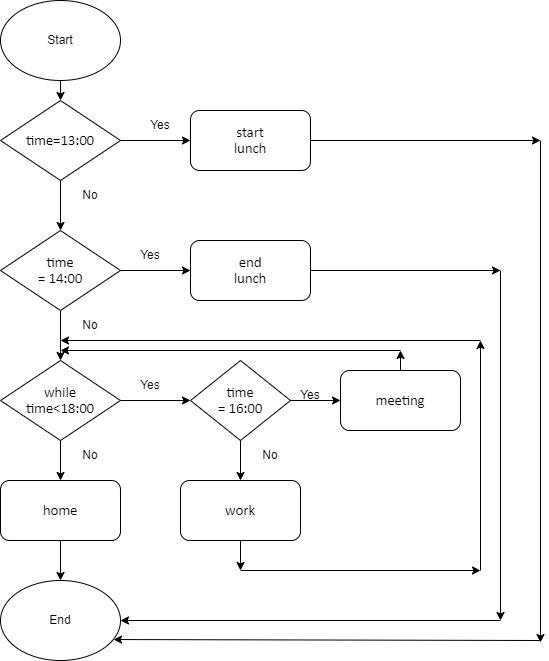 Start
time=13:00
Yes
start
lunch
No
time
= 14:00
Yes
end
lunch
No
while
time<18:00
Yes
time
= 16:00
Yes
meeting
No
No
home
work
End